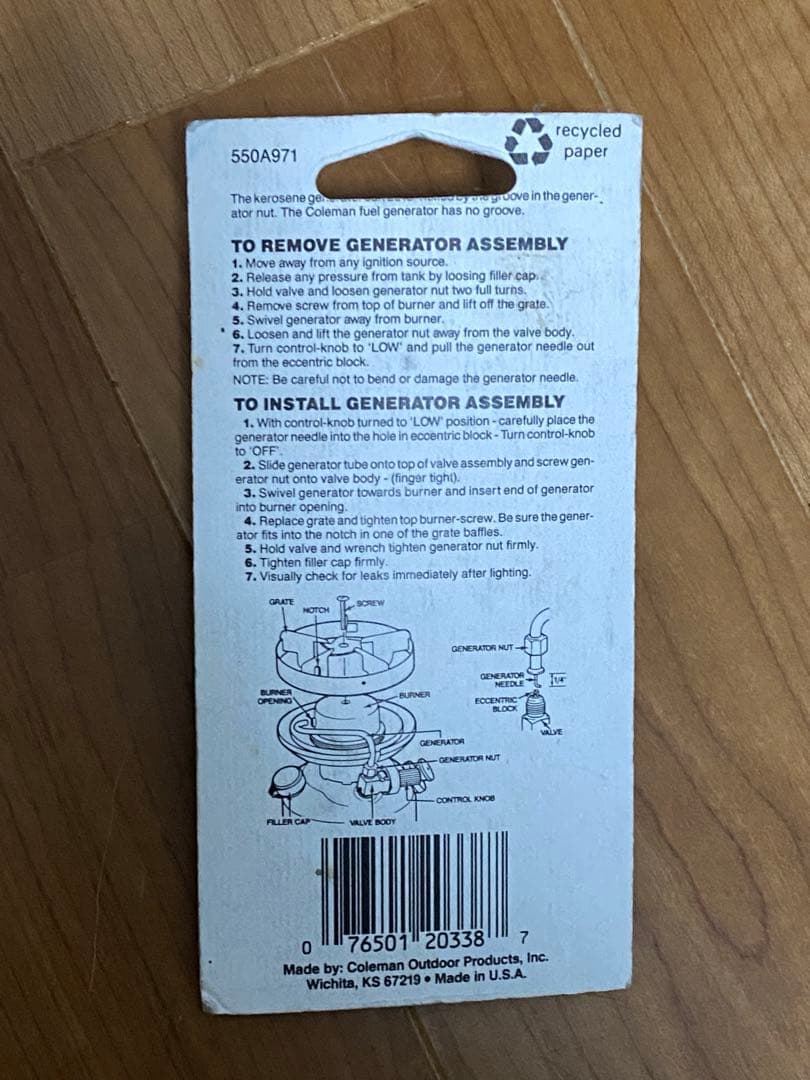 550A971
recycled
paper
The kerosene groove in the gener-
ator nut. The Coleman fuel generator has no groove.
TO REMOVE GENERATOR ASSEMBLY
1. Move away from any ignition source.
2. Release any pressure from tank by loosing filler cap.
3. Hold valve and loosen generator nut two full turns.
4. Remove screw from top of burner and lift off the grate.
5. Swivel generator away from burner.
6. Loosen and lift the generator nut away from the valve body.
7. Turn control-knob to 'LOW' and pull the generator needle out
from the eccentric block.
NOTE: Be careful not to bend or damage the generator needle.
TO INSTALL GENERATOR ASSEMBLY
1. With control-knob turned to 'LOW' position - carefully place the
generator needle into the hole in eccentric block - Turn control-knob
to 'OFF'.
2. Slide generator tube onto top of valve assembly and screw gen-
erator nut onto valve body - (finger tight).
3. Swivel generator towards burner and insert end of generator
into burner opening.
4. Replace grate and tighten top burner-screw. Be sure the gener-
ator fits into the notch in one of the grate baffles.
5. Hold valve and wrench tighten generator nut firmly.
6. Tighten filler cap firmly.
7. Visually check for leaks immediately after lighting.
GRATE
NOTCH
SCREW
GENERATOR NUT
GENERATOR
NEEDLE
1/4"
ECCENTRIC
BLOCK
VALVE
BURNER
OPENING
BURNER
GENERATOR
GENERATOR NUT
CONTROL KNOB
FILLER CAP
VALVE BODY
0 76501 20338 7
Made by: Coleman Outdoor Products, Inc.
Wichita, KS 67219 • Made in U.S.A.